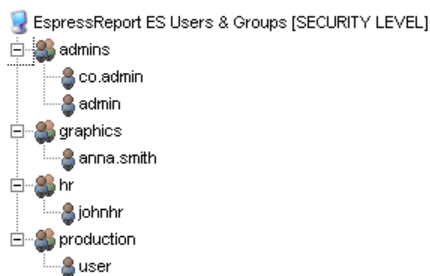 EspressReport ES Users & Groups [SECURITY LEVEL]
admins
co.admin
admin
graphics
anna.smith
hr
johnhr
production
user